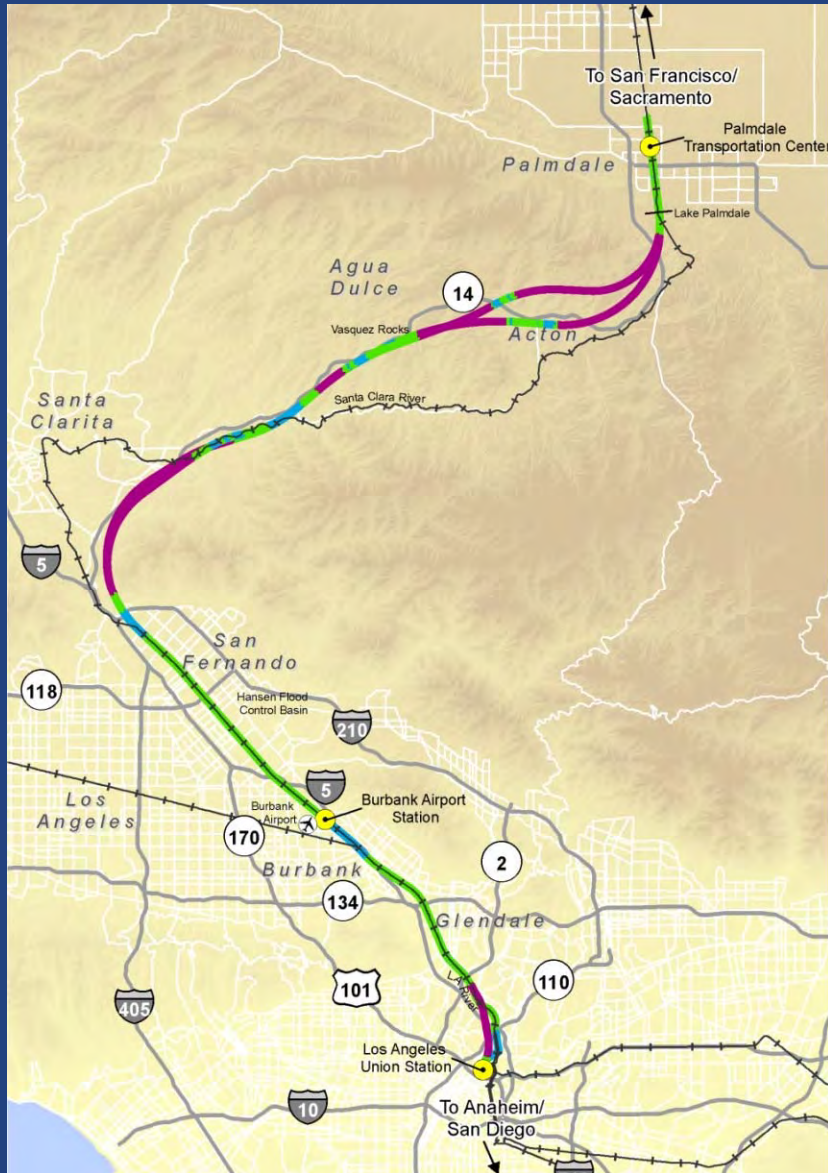 To San Francisco/
Sacramento
Palmdale
Transportation Center
Palmdale
Lake Palmdale
Agua
Dulce
14
Vasquez Rocks
Acton
Santa
Clarita
Santa Clara River
5
San
Fernando
118
Hansen Flood
Control Basin
210
5
Los
Angeles
Burbank
Airport
Burbank Airport
Station
170
2
Burbank
134
Glendale
LA River
110
101
405
Los Angeles
Union Station
10
To Anaheim/
San Diego